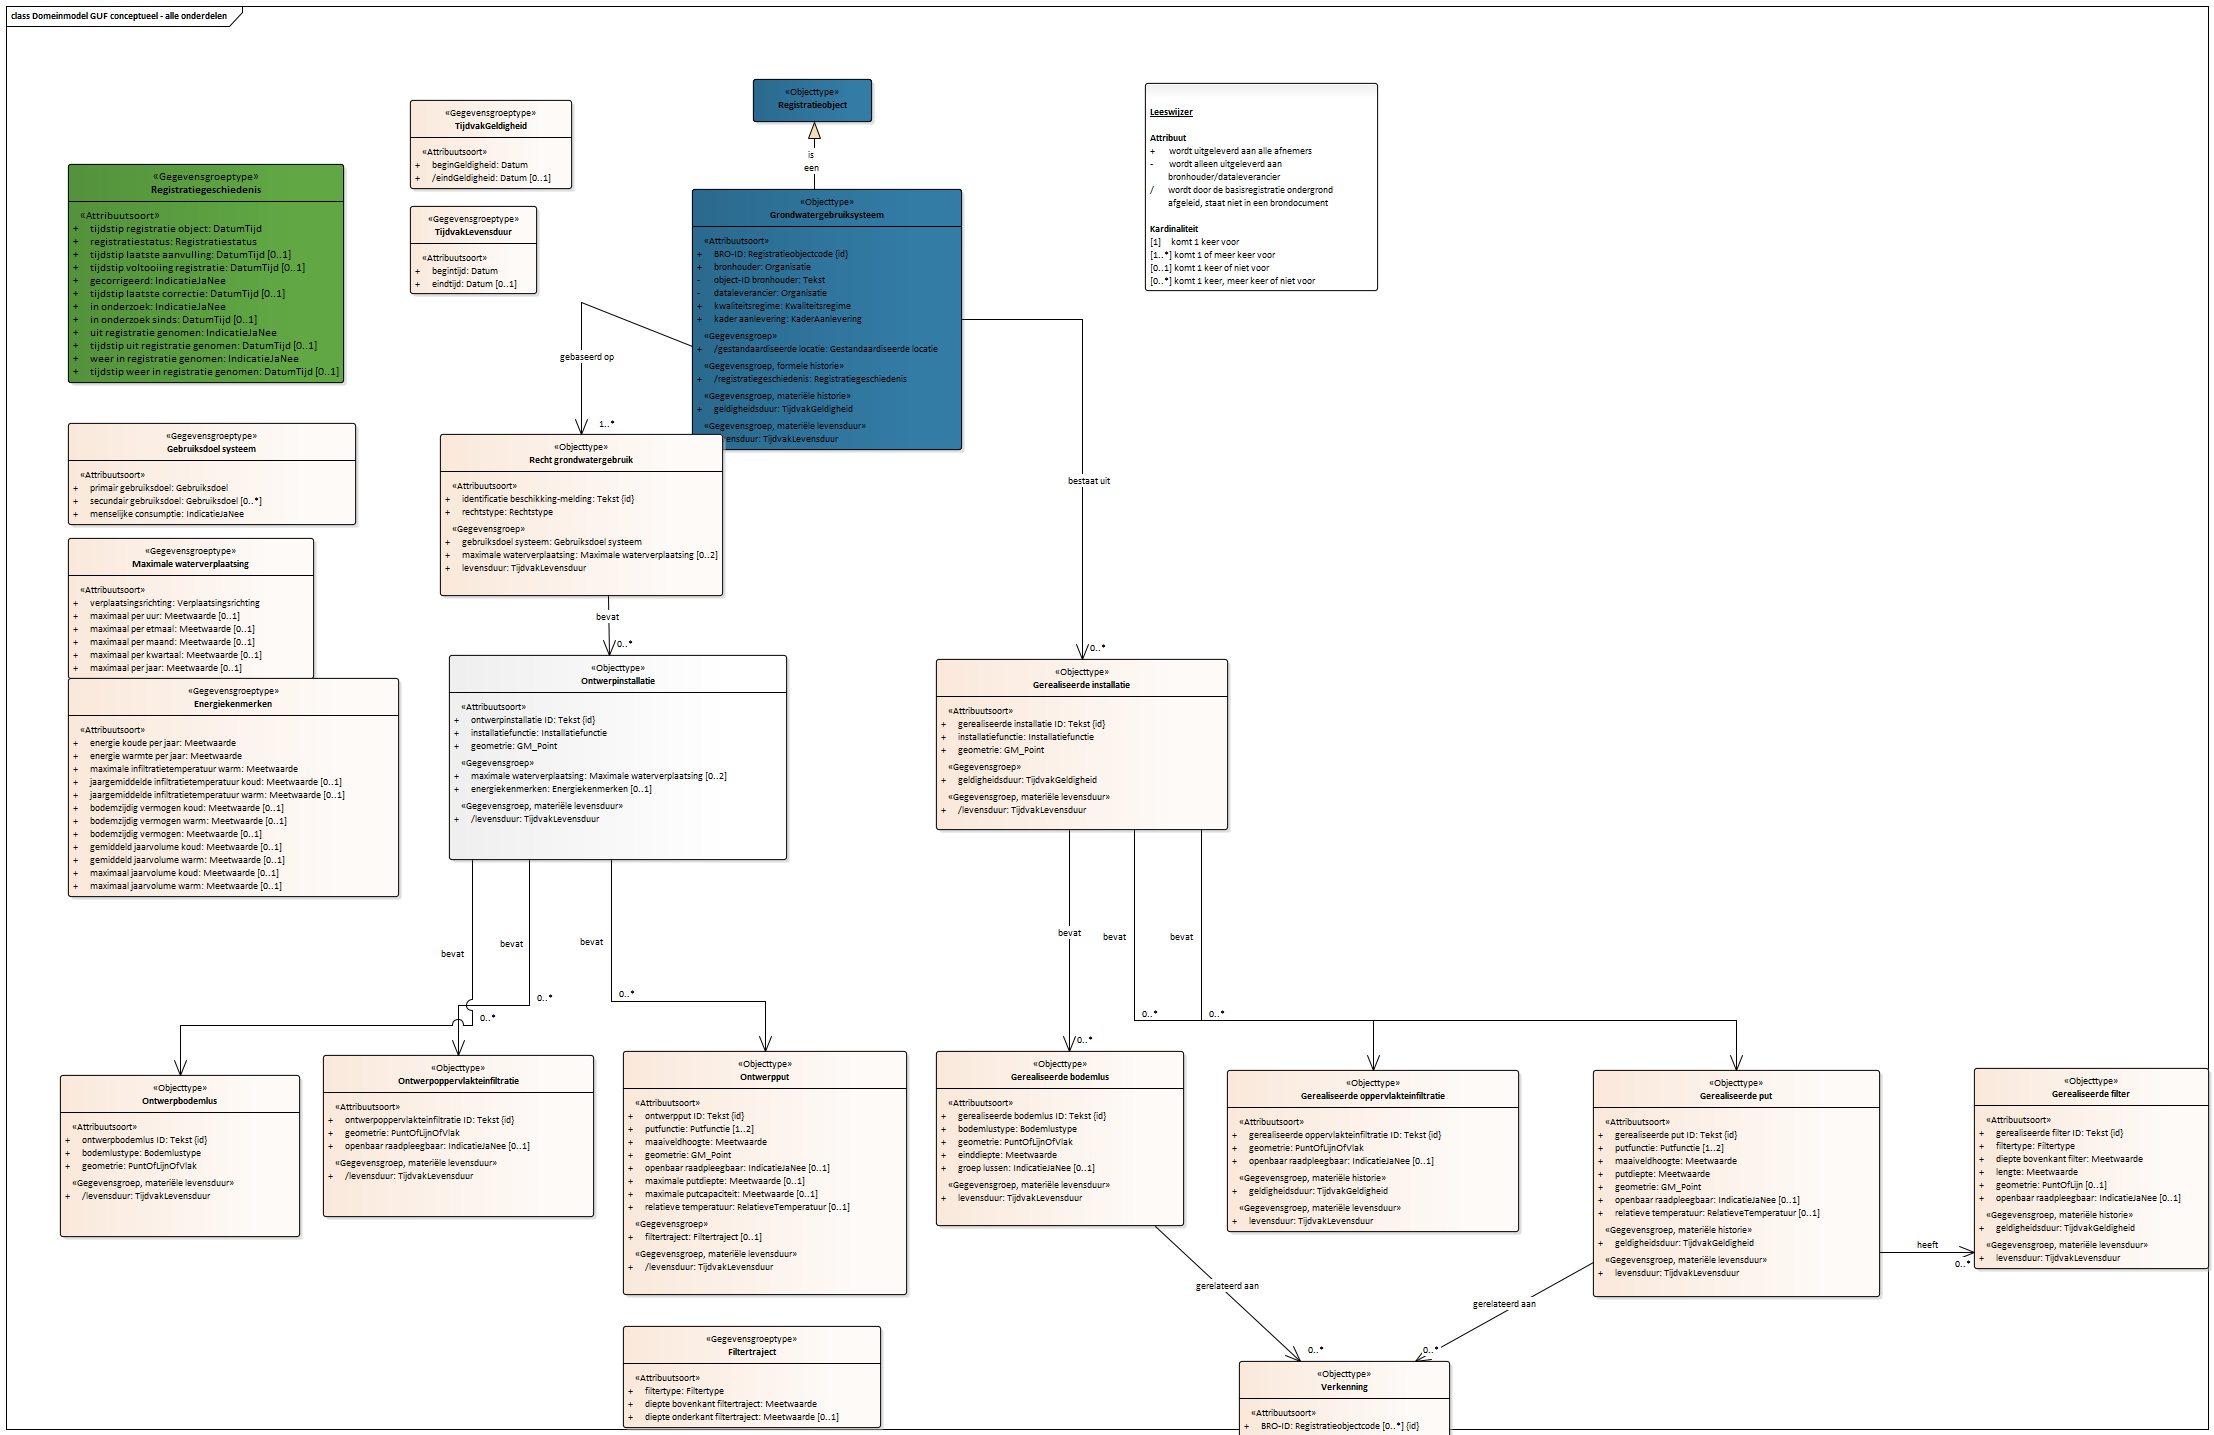 class Domeinmodel GUF conceptueel - alle onderdelen
«Objecttype»
Registratieobject
is
een
Leeswijzer
Attribuut
+ wordt uitgeleverd aan alle afnemers
- wordt alleen uitgeleverd aan
bronhouder/dataleverancier
/ wordt door de basisregistratie ondergrond
afgeleid, staat niet in een brondocument
Kardinaliteit
[1] komt 1 keer voor
[1..*] komt 1 of meer keer voor
[0..1] komt 1 keer of niet voor
[0..*] komt 1 keer, meer keer of niet voor
«Gegevensgroeptype»
TijdvakGeldigheid
«Attribuutsoort»
+ beginGeldigheid: Datum
+ /eindGeldigheid: Datum [0..1]
«Gegevensgroeptype»
TijdvakLevensduur
«Attribuutsoort»
+ begintijd: Datum
+ eindtijd: Datum [0..1]
«Gegevensgroeptype»
Registratiegeschiedenis
«Attribuutsoort»
+ tijdstip registratie object: DatumTijd
+ registratiestatus: Registratiestatus
+ tijdstip laatste aanvulling: DatumTijd [0..1]
+ tijdstip voltooiing registratie: DatumTijd [0..1]
+ gecorrigeerd: IndicatieJaNee
+ tijdstip laatste correctie: DatumTijd [0..1]
+ in onderzoek: IndicatieJaNee
+ in onderzoek sinds: DatumTijd [0..1]
+ uit registratie genomen: IndicatieJaNee
+ tijdstip uit registratie genomen: DatumTijd [0..1]
+ weer in registratie genomen: IndicatieJaNee
+ tijdstip weer in registratie genomen: DatumTijd [0..1]
«Objecttype»
Grondwatergebruiksysteem
«Attribuutsoort»
+ BRO-ID: Registratieobjectcode {id}
+ bronhouder: Organisatie
- object-ID bronhouder: Tekst
- dataleverancier: Organisatie
+ kwaliteitsregime: Kwaliteitsregime
+ kader aanlevering: KaderAanlevering
«Gegevensgroep»
+ /gestandaardiseerde locatie: Gestandaardiseerde locatie
«Gegevensgroep, formele historie»
+ /registratiegeschiedenis: Registratiegeschiedenis
«Gegevensgroep, materiële historie»
+ geldigheidsduur: TijdvakGeldigheid
«Gegevensgroep, materiële levensduur»
ensduur: TijdvakLevensduur
gebaseerd op
1..*
bestaat uit
0..*
«Gegevensgroeptype»
Gebruiksdoel systeem
«Attribuutsoort»
+ primair gebruiksdoel: Gebruiksdoel
+ secundair gebruiksdoel: Gebruiksdoel [0..*]
+ menselijke consumptie: IndicatieJaNee
«Objecttype»
Recht grondwatergebruik
«Attribuutsoort»
+ identificatie beschikking-melding: Tekst {id}
+ rechtstype: Rechtstype
«Gegevensgroep»
+ gebruiksdoel systeem: Gebruiksdoel systeem
+ maximale waterverplaatsing: Maximale waterverplaatsing [0..2]
+ levensduur: TijdvakLevensduur
bevat
0..*
«Gegevensgroeptype»
Maximale waterverplaatsing
«Attribuutsoort»
+ verplaatsingsrichting: Verplaatsingsrichting
+ maximaal per uur: Meetwaarde [0..1]
+ maximaal per etmaal: Meetwaarde [0..1]
+ maximaal per maand: Meetwaarde [0..1]
+ maximaal per kwartaal: Meetwaarde [0..1]
+ maximaal per jaar: Meetwaarde [0..1]
«Gegevensgroeptype»
Energiekenmerken
«Attribuutsoort»
+ energie koude per jaar: Meetwaarde
+ energie warmte per jaar: Meetwaarde
+ maximale infiltratietemperatuur warm: Meetwaarde
+ jaargemiddelde infiltratietemperatuur koud: Meetwaarde [0..1]
+ jaargemiddelde infiltratietemperatuur warm: Meetwaarde [0..1]
+ bodemzijdig vermogen koud: Meetwaarde [0..1]
+ bodemzijdig vermogen warm: Meetwaarde [0..1]
+ bodemzijdig vermogen: Meetwaarde [0..1]
+ gemiddeld jaarvolume koud: Meetwaarde [0..1]
+ gemiddeld jaarvolume warm: Meetwaarde [0..1]
+ maximaal jaarvolume koud: Meetwaarde [0..1]
+ maximaal jaarvolume warm: Meetwaarde [0..1]
«Objecttype»
Ontwerpinstallatie
«Attribuutsoort»
+ ontwerpinstallatie ID: Tekst {id}
+ installatiefunctie: Installatiefunctie
+ geometrie: GM_Point
«Gegevensgroep»
+ maximale waterverplaatsing: Maximale waterverplaatsing [0..2]
+ energiekenmerken: Energiekenmerken [0..1]
«Gegevensgroep, materiële levensduur»
+ /levensduur: TijdvakLevensduur
«Objecttype»
Gerealiseerde installatie
«Attribuutsoort»
+ gerealiseerde installatie ID: Tekst {id}
+ installatiefunctie: Installatiefunctie
+ geometrie: GM_Point
«Gegevensgroep»
+ geldigheidsduur: TijdvakGeldigheid
«Gegevensgroep, materiële levensduur»
+ /levensduur: TijdvakLevensduur
bevat
bevat
bevat
bevat
bevat
bevat
0..*
0..*
0..*
0..*
0..*
0..*
«Objecttype»
Ontwerpbodemlus
«Attribuutsoort»
+ ontwerpbodemlus ID: Tekst {id}
+ bodemlustype: Bodemlustype
+ geometrie: PuntOfLijnOfVlak
«Gegevensgroep, materiële levensduur»
+ /levensduur: TijdvakLevensduur
«Objecttype»
Ontwerpoppervlakteinfiltratie
«Attribuutsoort»
+ ontwerpoppervlakteinfiltratie ID: Tekst {id}
+ geometrie: PuntOfLijnOfVlak
+ openbaar raadpleegbaar: IndicatieJaNee [0..1]
«Gegevensgroep, materiële levensduur»
+ /levensduur: TijdvakLevensduur
«Objecttype»
Ontwerpput
«Attribuutsoort»
+ ontwerpput ID: Tekst {id}
+ putfunctie: Putfunctie [1..2]
+ maaiveldhoogte: Meetwaarde
+ geometrie: GM_Point
+ openbaar raadpleegbaar: IndicatieJaNee [0..1]
+ maximale putdiepte: Meetwaarde [0..1]
+ maximale putcapaciteit: Meetwaarde [0..1]
+ relatieve temperatuur: RelatieveTemperatuur [0..1]
«Gegevensgroep»
+ filtertraject: Filtertraject [0..1]
«Gegevensgroep, materiële levensduur»
+ /levensduur: TijdvakLevensduur
«Objecttype»
Gerealiseerde bodemlus
«Attribuutsoort»
+ gerealiseerde bodemlus ID: Tekst {id}
+ bodemlustype: Bodemlustype
+ geometrie: PuntOfLijnOfVlak
+ einddiepte: Meetwaarde
+ groep lussen: IndicatieJaNee [0..1]
«Gegevensgroep, materiële levensduur»
+ levensduur: TijdvakLevensduur
«Objecttype»
Gerealiseerde oppervlakteinfiltratie
«Attribuutsoort»
+ gerealiseerde oppervlakteinfiltratie ID: Tekst {id}
+ geometrie: PuntOfLijnOfVlak
+ openbaar raadpleegbaar: IndicatieJaNee [0..1]
«Gegevensgroep, materiële historie»
+ geldigheidsduur: TijdvakGeldigheid
«Gegevensgroep, materiële levensduur»
+ levensduur: TijdvakLevensduur
«Objecttype»
Gerealiseerde put
«Attribuutsoort»
+ gerealiseerde put ID: Tekst {id}
+ putfunctie: Putfunctie [1..2]
+ maaiveldhoogte: Meetwaarde
+ putdiepte: Meetwaarde
+ geometrie: GM_Point
+ openbaar raadpleegbaar: IndicatieJaNee [0..1]
+ relatieve temperatuur: RelatieveTemperatuur [0..1]
«Gegevensgroep, materiële historie»
+ geldigheidsduur: TijdvakGeldigheid
«Gegevensgroep, materiële levensduur»
+ levensduur: TijdvakLevensduur
heeft
0..*
«Objecttype»
Gerealiseerde filter
«Attribuutsoort»
+ gerealiseerde filter ID: Tekst {id}
+ filtertype: Filtertype
+ diepte bovenkant filter: Meetwaarde
+ lengte: Meetwaarde
+ geometrie: PuntOfLijn [0..1]
+ openbaar raadpleegbaar: IndicatieJaNee [0..1]
«Gegevensgroep, materiële historie»
+ geldigheidsduur: TijdvakGeldigheid
«Gegevensgroep, materiële levensduur»
+ levensduur: TijdvakLevensduur
gerelateerd aan
gerelateerd aan
0..*
0..*
«Gegevensgroeptype»
Filtertraject
«Attribuutsoort»
+ filtertype: Filtertype
+ diepte bovenkant filtertraject: Meetwaarde
+ diepte onderkant filtertraject: Meetwaarde [0..1]
«Objecttype»
Verkenning
«Attribuutsoort»
+ BRO-ID: Registratieobjectcode [0..*] {id}